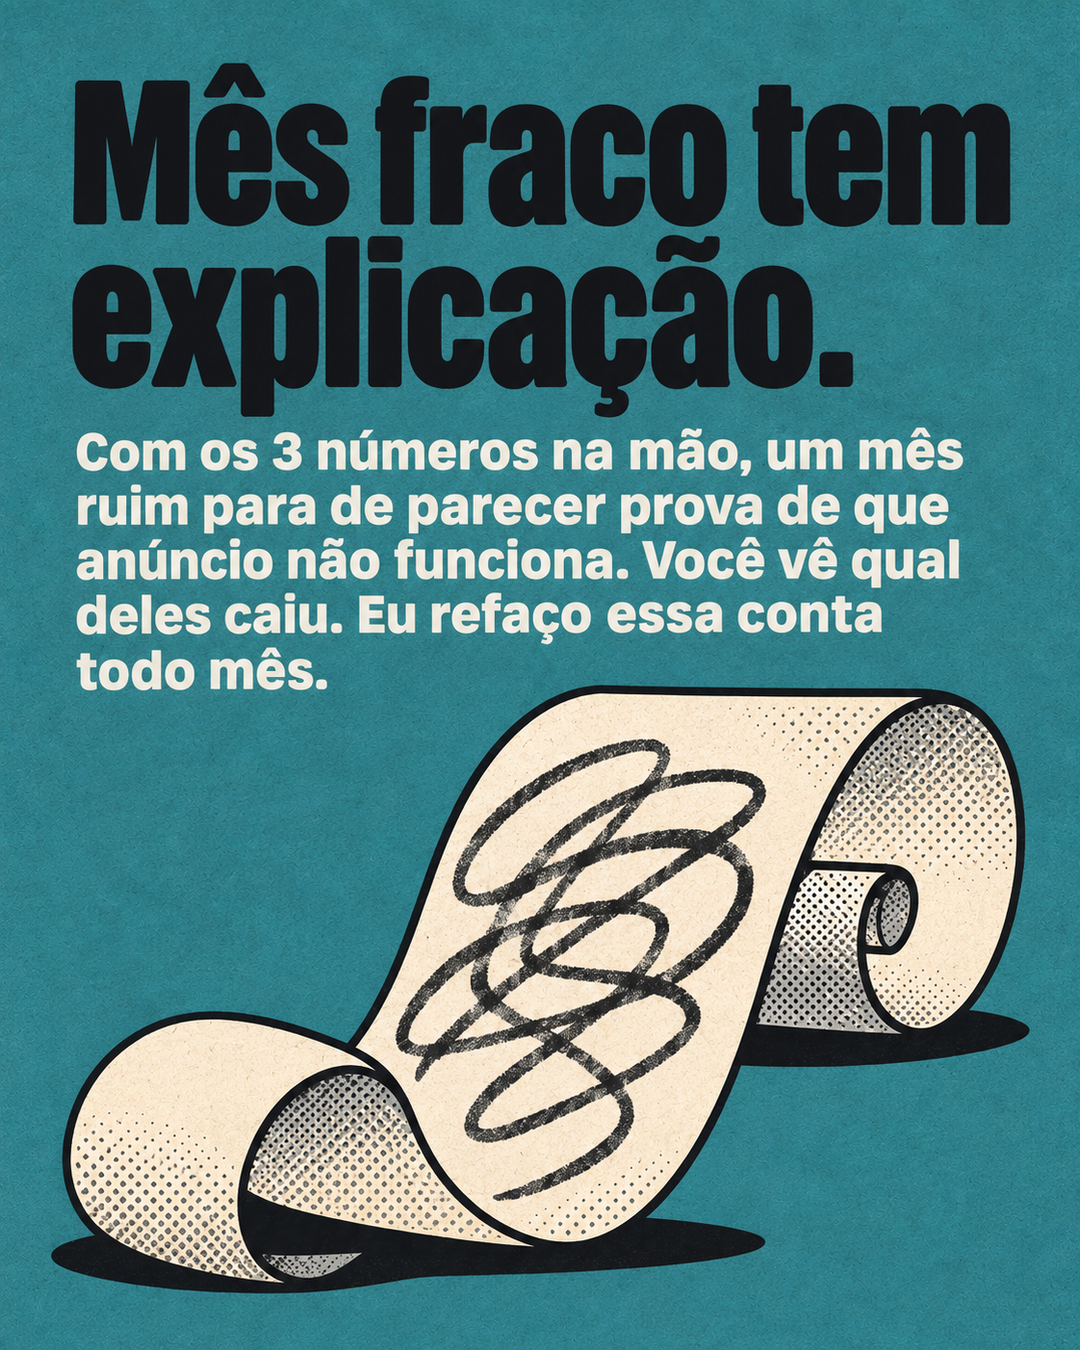 Mês fraco tem
explicação.
Com os 3 números na mão, um mês
ruim para de parecer prova de que
anúncio não funciona. Você vê qual
deles caiu. Eu refaço essa conta
todo mês.